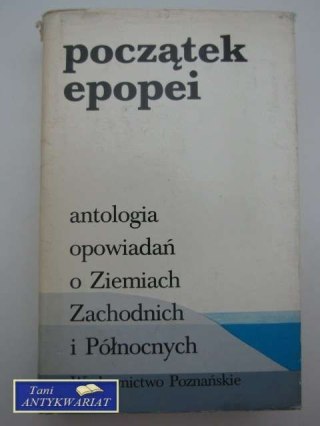 początek
epopei
antologia
opowiadań
o Ziemiach
Zachodnich
i Północnych
Wydawnictwo Poznańskie
Tani
ANTYKWARIAT